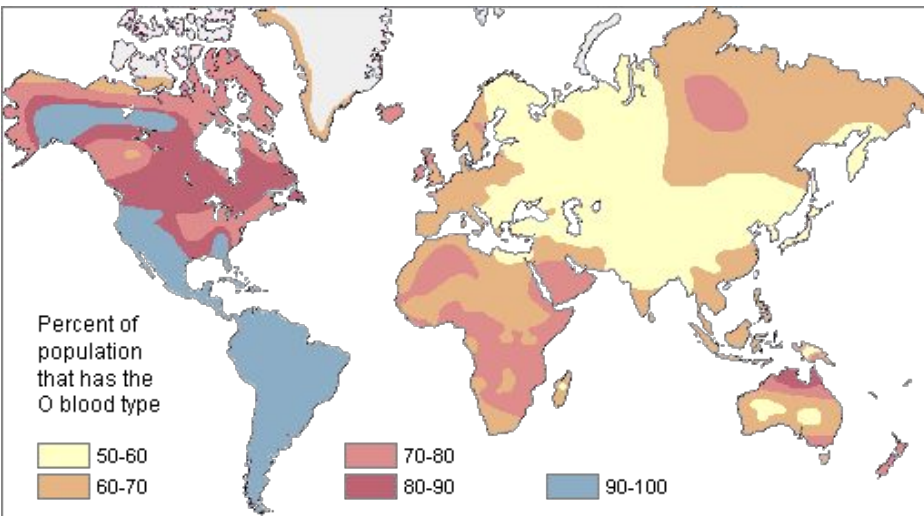 Percent of
population
that has the
O blood type
50-60
60-70
70-80
80-90
90-100